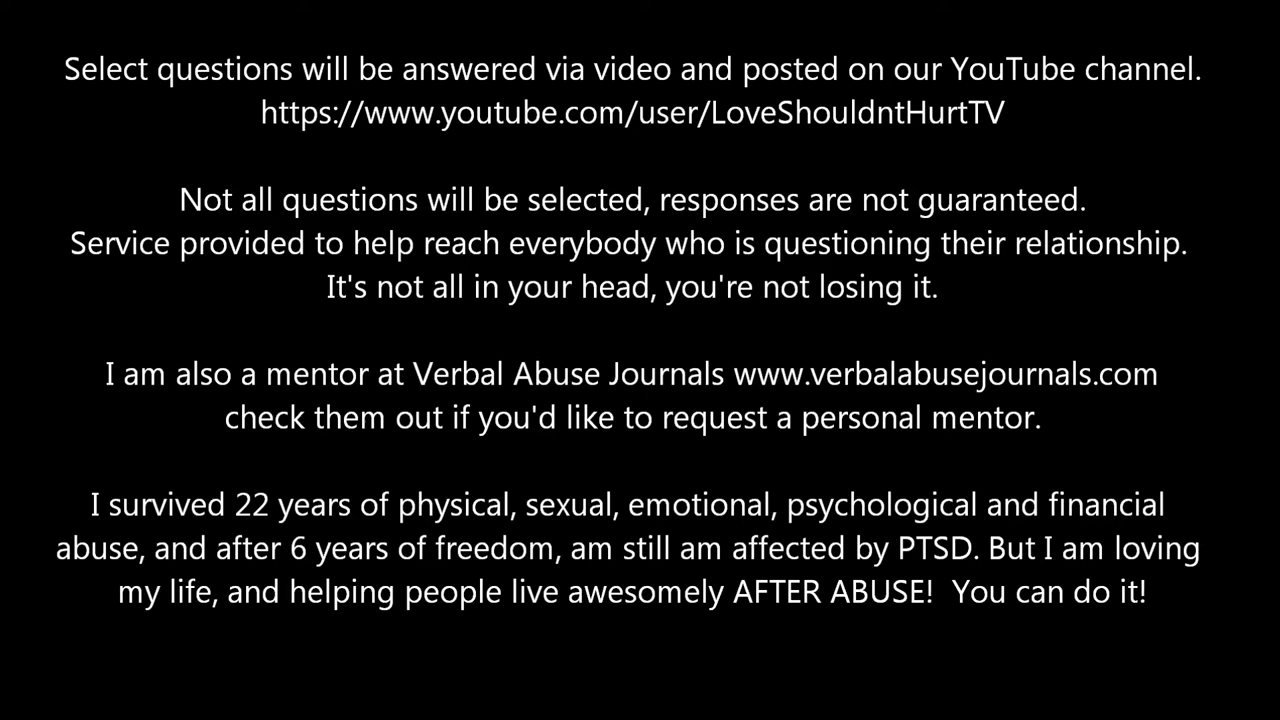 Select questions will be answered via video and posted on our YouTube channel.
https://www.youtube.com/user/LoveShouldntHurtTV
Not all questions will be selected, responses are not guaranteed.
Service provided to help reach everybody who is questioning their relationship.
It's not all in your head, you're not losing it.
I am also a mentor at Verbal Abuse Journals www.verbalabusejournals.com
check them out if you'd like to request a personal mentor.
I survived 22 years of physical, sexual, emotional, psychological and financial
abuse, and after 6 years of freedom, am still am affected by PTSD. But I am loving
my life, and helping people live awesomely AFTER ABUSE!  You can do it!